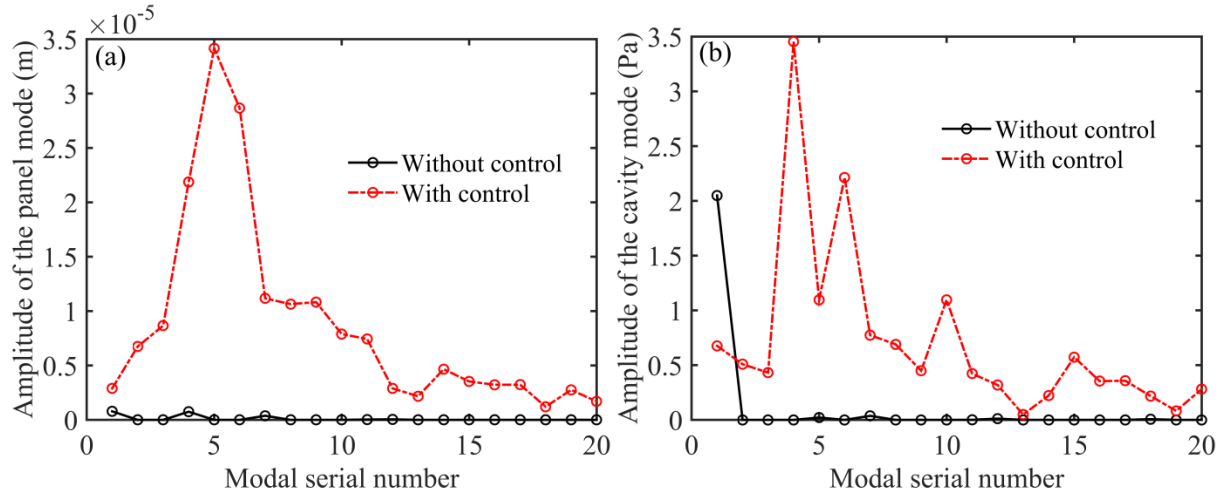 ×10⁻⁵
3.5
3
2.5
2
1.5
1
0.5
0
(a)
Without control
With control
0 5 10 15 20
Modal serial number
Amplitude of the panel mode (m)
3.5
3
2.5
2
1.5
1
0.5
0
(b)
Without control
With control
0 5 10 15 20
Modal serial number
Amplitude of the cavity mode (Pa)